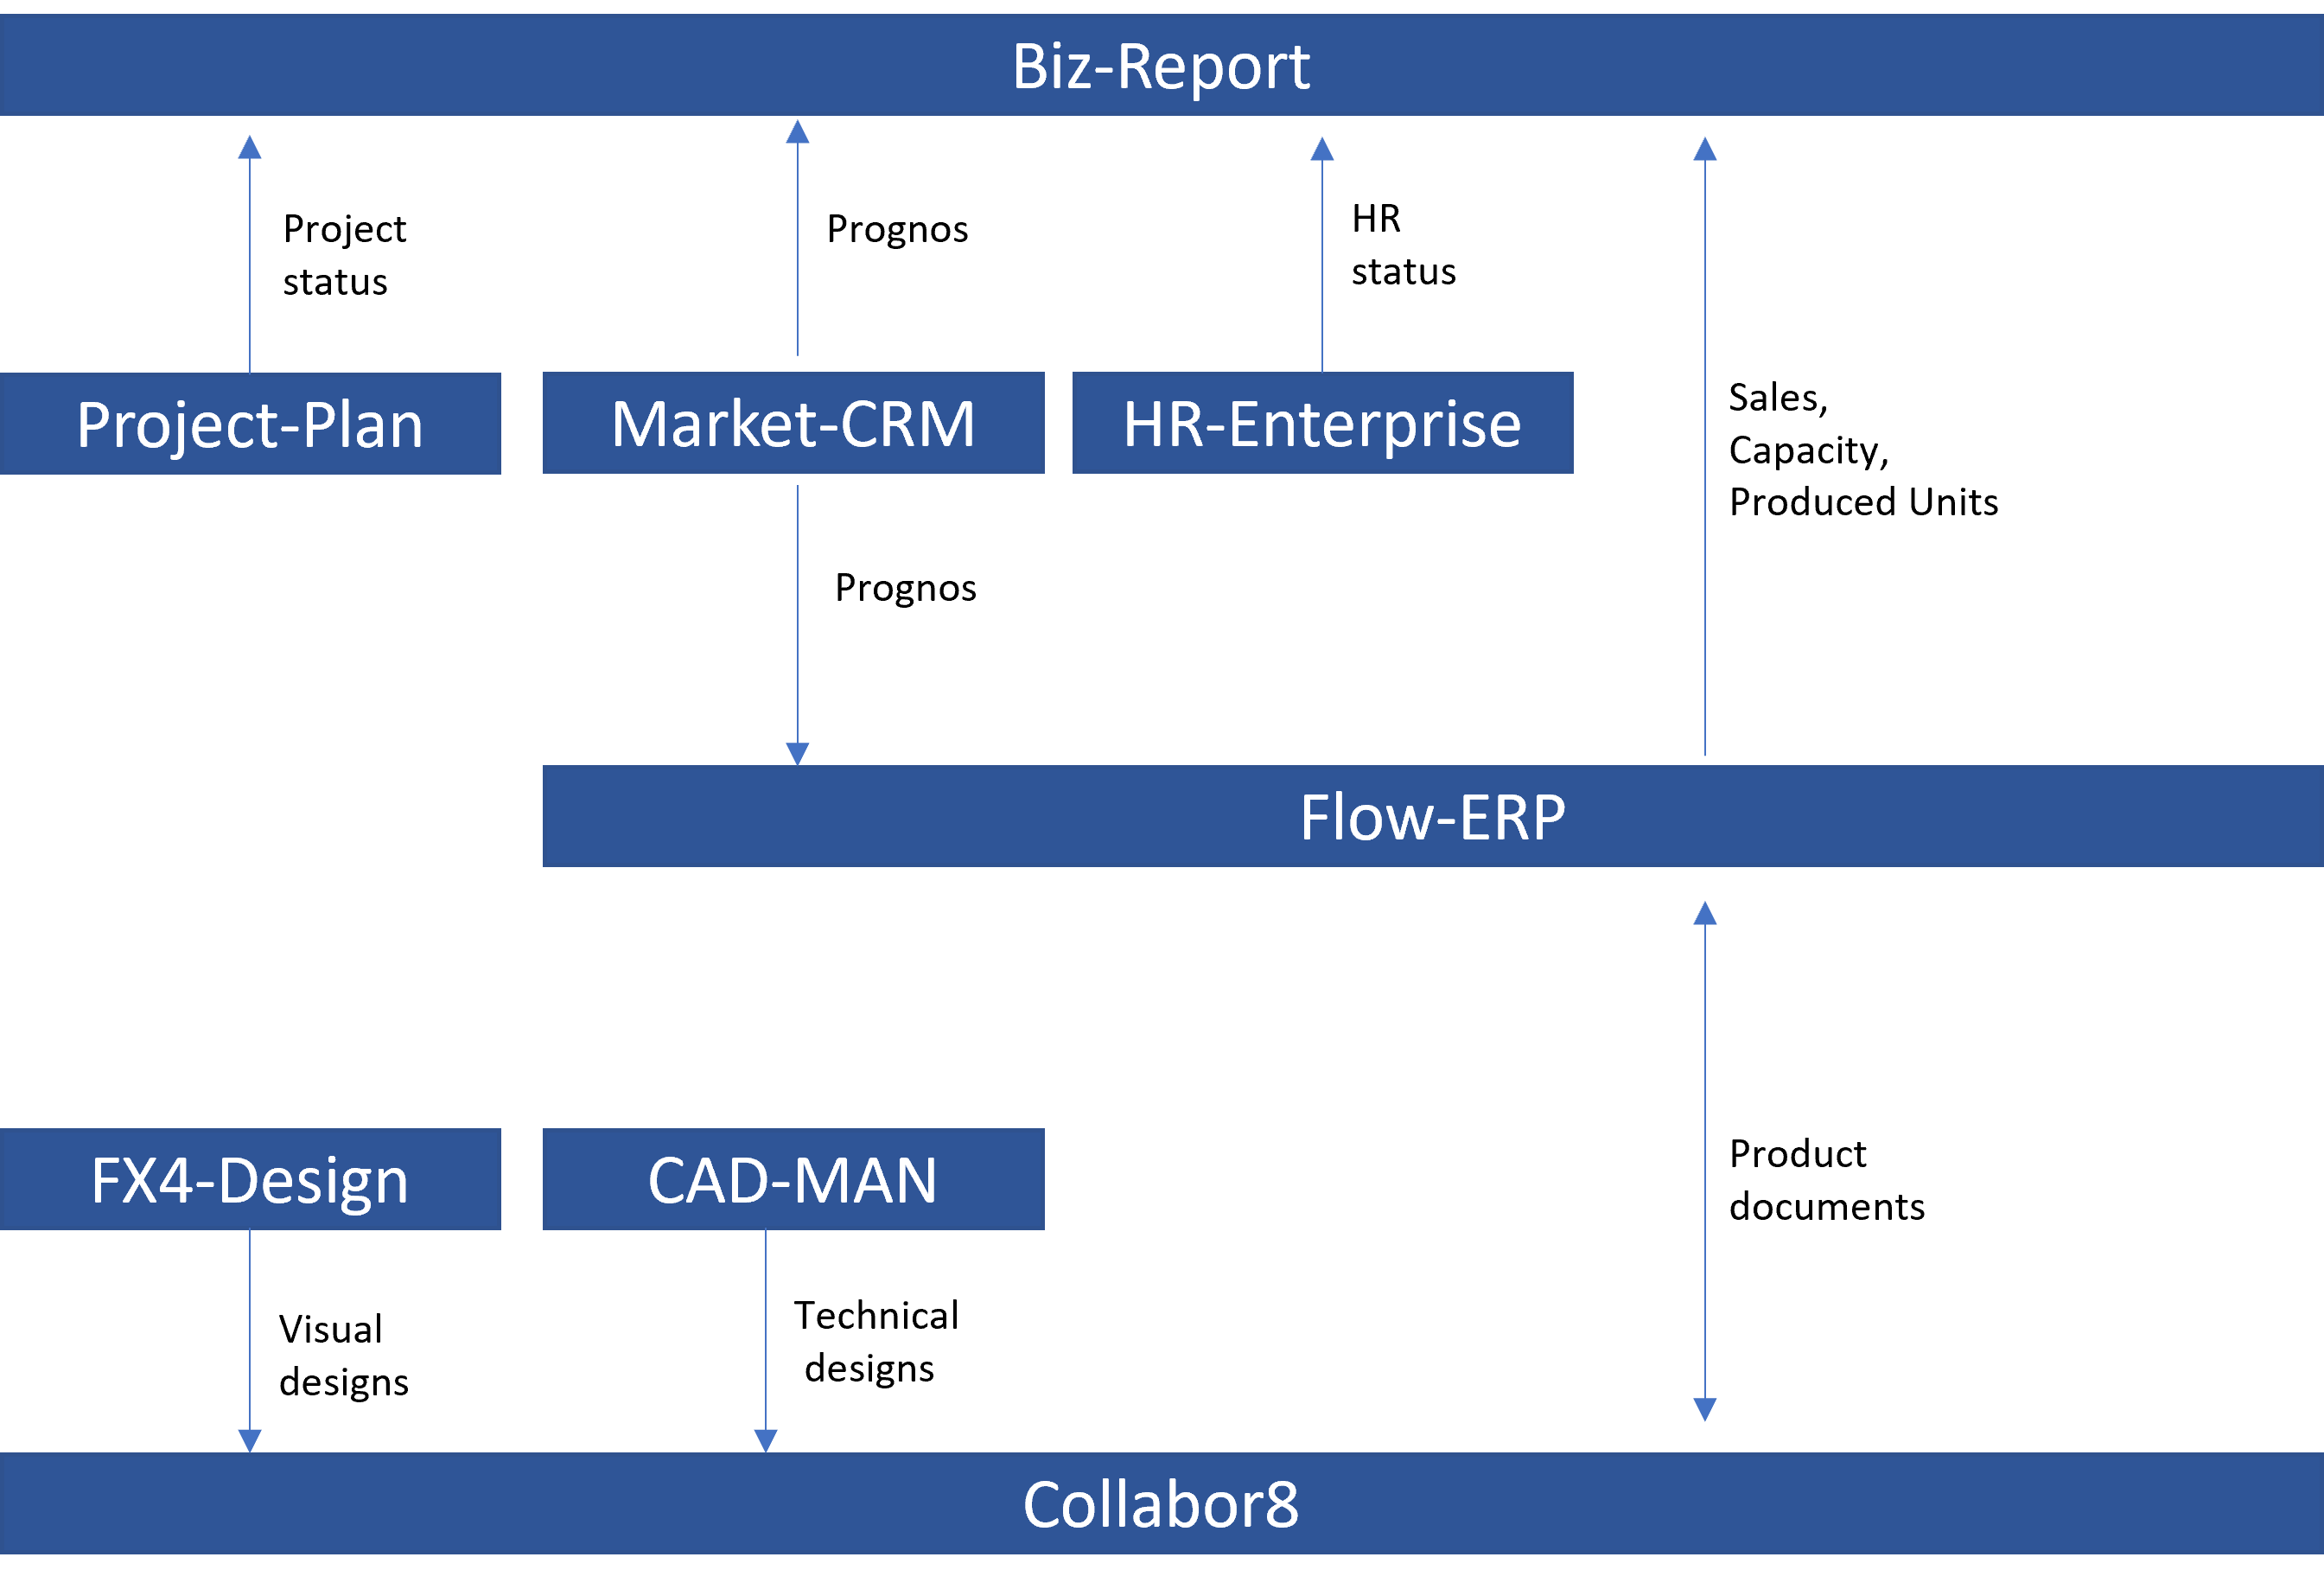 Biz-Report
Project
status
Prognos
HR
status
Project-Plan
Market-CRM
HR-Enterprise
Sales,
Capacity,
Produced Units
Prognos
Flow-ERP
FX4-Design
CAD-MAN
Product
documents
Visual
designs
Technical
designs
Collabor8